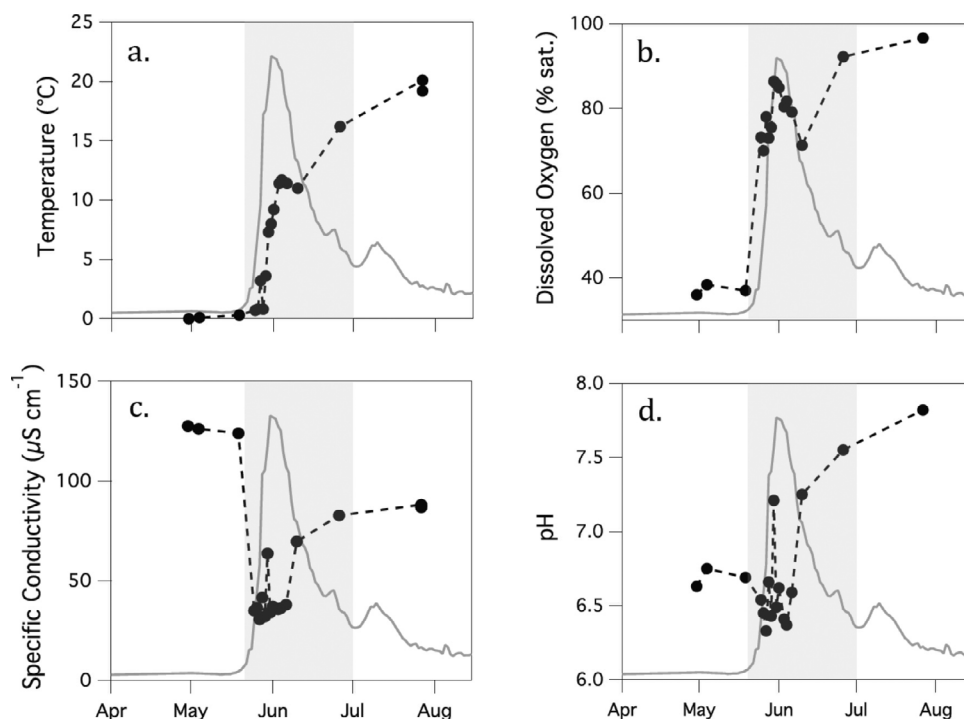 a.
Temperature (°C)
25
20
15
10
5
0
b.
Dissolved Oxygen (% sat.)
100
80
60
40
c.
Specific Conductivity (µS cm-1)
150
100
50
0
Apr May Jun Jul Aug
d.
pH
8.0
7.5
7.0
6.5
6.0
Apr May Jun Jul Aug